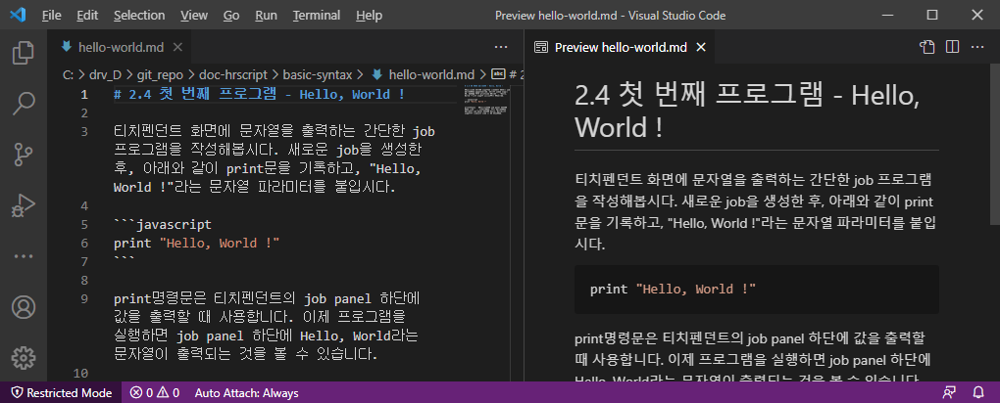 File Edit Selection View Go Run Terminal Help Preview hello-world.md - Visual Studio Code
hello-world.md
C: > drv_D > git_repo > doc-hrscript > basic-syntax > hello-world.md > # 2
1 # 2.4 첫 번째 프로그램 - Hello, World !
2
3 티치펜던트 화면에 문자열을 출력하는 간단한 job
프로그램을 작성해봅시다. 새로운 job을 생성한
후, 아래와 같이 print문을 기록하고, "Hello,
World !"라는 문자열 파라미터를 붙입시다.
4
5 ```javascript
6 print "Hello, World !"
7 ```
8
9 print명령문은 티치펜던트의 job panel 하단에
값을 출력할 때 사용합니다. 이제 프로그램을
실행하면 job panel 하단에 Hello, World라는
문자열이 출력되는 것을 볼 수 있습니다.
10
Preview hello-world.md
2.4 첫 번째 프로그램 - Hello,
World !
티치펜던트 화면에 문자열을 출력하는 간단한 job 프로그램
을 작성해봅시다. 새로운 job을 생성한 후, 아래와 같이 print
문을 기록하고, "Hello, World !"라는 문자열 파라미터를 붙입
시다.
print "Hello, World !"
print명령문은 티치펜던트의 job panel 하단에 값을 출력할
때 사용합니다. 이제 프로그램을 실행하면 job panel 하단에
Hello, World라는 문자열이 출력되는 것을 볼 수 있습니다.
Restricted Mode 0 0 Auto Attach: Always